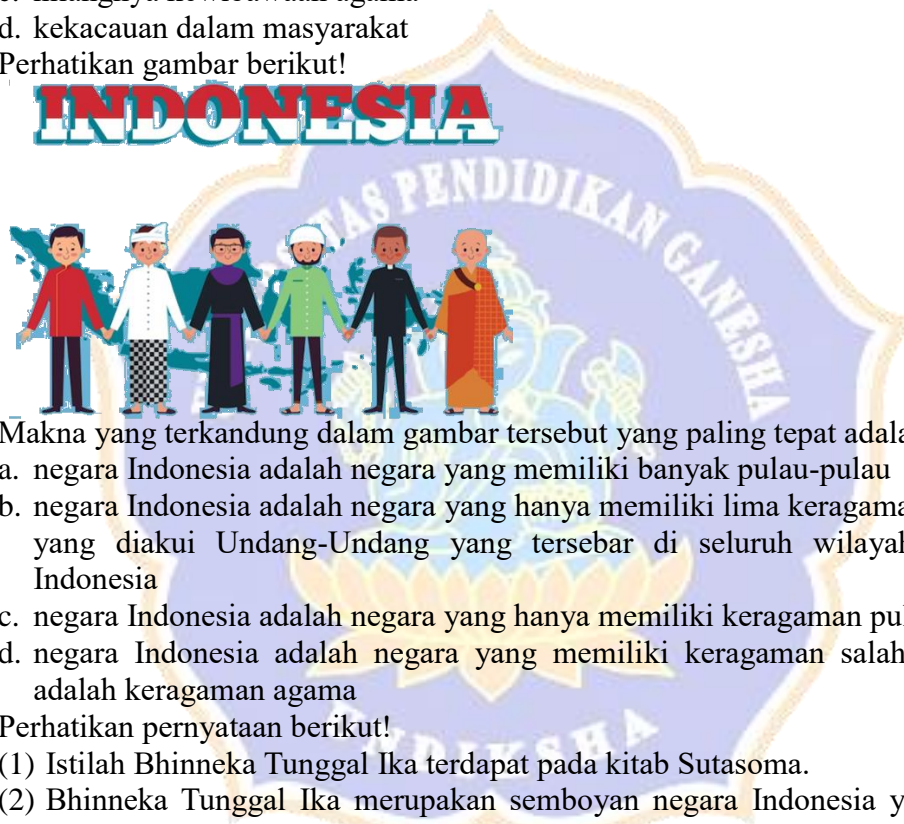 d. kekacauan dalam masyarakat
Perhatikan gambar berikut!
INDONESIA
Makna yang terkandung dalam gambar tersebut yang paling tepat
a. negara Indonesia adalah negara yang memiliki banyak pulau-pulau
b. negara Indonesia adalah negara yang hanya memiliki lima
yang diakui Undang-Undang yang tersebar di seluruh wilayah
Indonesia
c. negara Indonesia adalah negara yang hanya memiliki keragaman
d. negara Indonesia adalah negara yang memiliki keragaman salah
adalah keragaman agama
Perhatikan pernyataan berikut!
(1) Istilah Bhinneka Tunggal Ika terdapat pada kitab Sutasoma.
(2) Bhinneka Tunggal Ika merupakan semboyan negara Indonesia
PENDIDIKAN GANESHA
UNDIKSHA